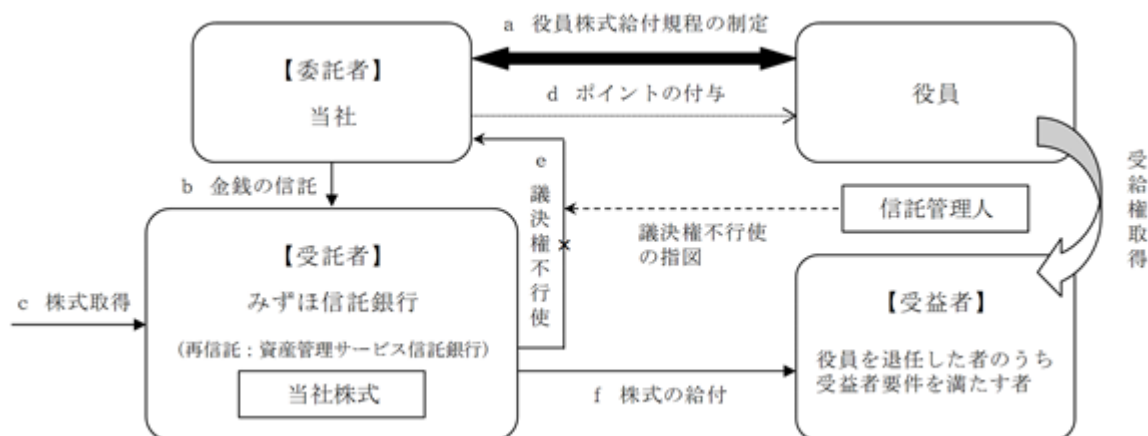 a 役員株式給付規程の制定
【委託者】
当社
役員
d ポイントの付与
b 金銭の信託
e 議決権不行使
×
議決権不行使
の指図
信託管理人
受給権取得
【受託者】
みずほ信託銀行
(再信託:資産管理サービス信託銀行)
当社株式
c 株式取得
【受益者】
役員を退任した者のうち
受益者要件を満たす者
f 株式の給付